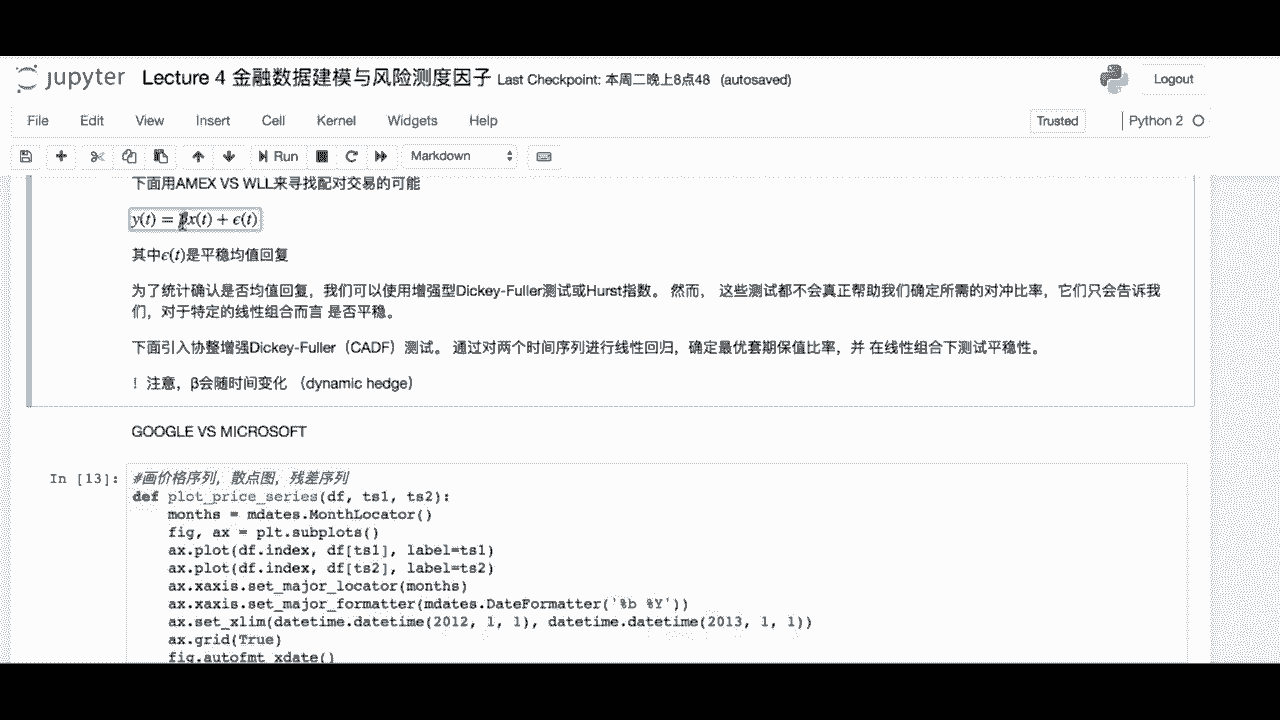 jupyter Lecture 4 金融数据建模与风险测度因子 Last Checkpoint: 本周二晚上8点48 (autosaved) Logout
File Edit View Insert Cell Kernel Widgets Help Trusted Python 2
Run Markdown
下面用AMEX VS WLL来寻找配对交易的可能
y(t) = βx(t) + ϵ(t)
其中ϵ(t)是平稳均值回复
为了统计确认是否均值回复，我们可以使用增强型Dickey-Fuller测试或Hurst指数。 然而， 这些测试都不会真正帮助我们确定所需的对冲比率，它们只会告诉我
们，对于特定的线性组合而言 是否平稳。
下面引入协整增强Dickey-Fuller（CADF）测试。 通过对两个时间序列进行线性回归，确定最优套期保值比率，并 在线性组合下测试平稳性。
！ 注意，β会随时间变化 （dynamic hedge）
GOOGLE VS MICROSOFT
In [13]: #画价格序列，散点图，残差序列
def plot_price_series(df, ts1, ts2):
months = mdates.MonthLocator()
fig, ax = plt.subplots()
ax.plot(df.index, df[ts1], label=ts1)
ax.plot(df.index, df[ts2], label=ts2)
ax.xaxis.set_major_locator(months)
ax.xaxis.set_major_formatter(mdates.DateFormatter('%b %Y'))
ax.set_xlim(datetime.datetime(2012, 1, 1), datetime.datetime(2013, 1, 1))
ax.grid(True)
fig.autofmt_xdate()